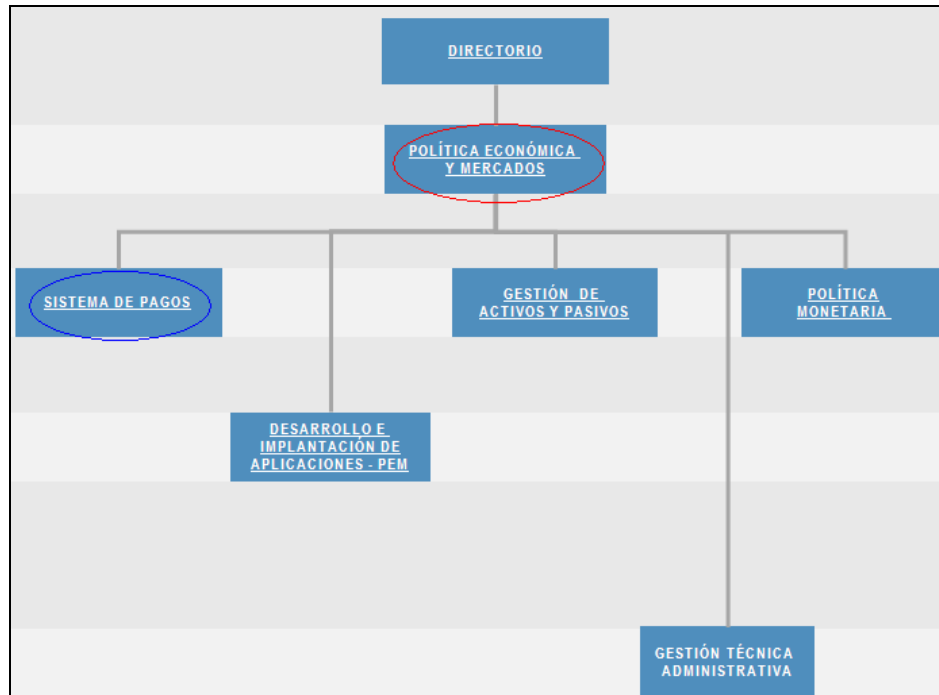 DIRECTORIO
POLÍTICA ECONÓMICA
Y MERCADOS
SISTEMA DE PAGOS
GESTIÓN DE
ACTIVOS Y PASIVOS
POLÍTICA
MONETARIA
DESARROLLO E
IMPLANTACIÓN DE
APLICACIONES - PEM
GESTIÓN TÉCNICA
ADMINISTRATIVA